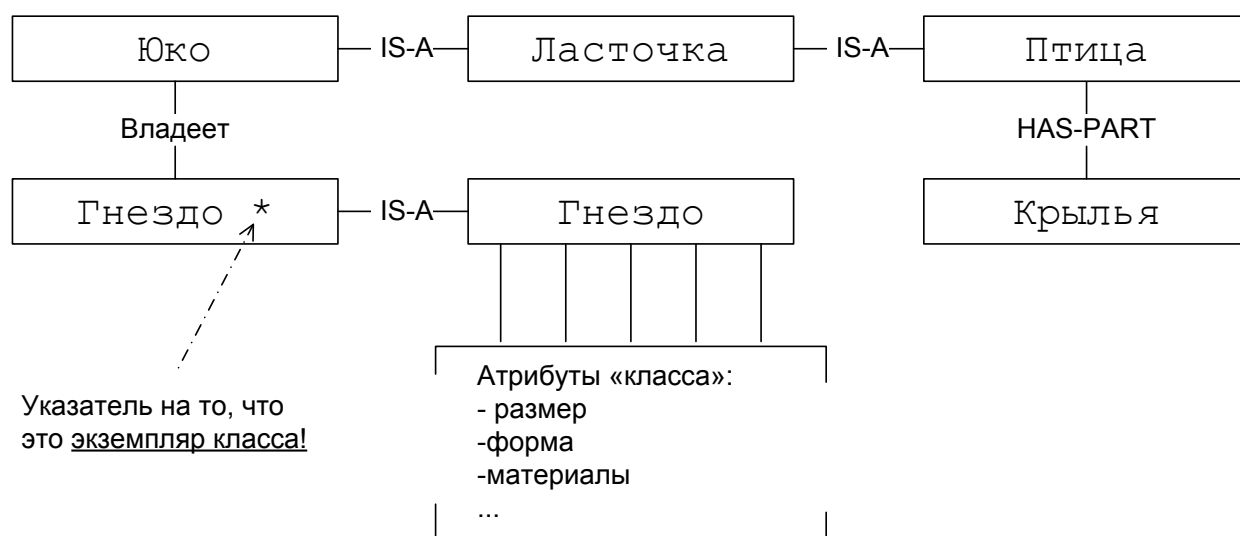 Юко IS-A Ласточка IS-A Птица
Владеет HAS-PART
Гнездо * IS-A Гнездо Крылья
Атрибуты «класса»:
- размер
-форма
-материалы
...
Указатель на то, что
это экземпляр класса!